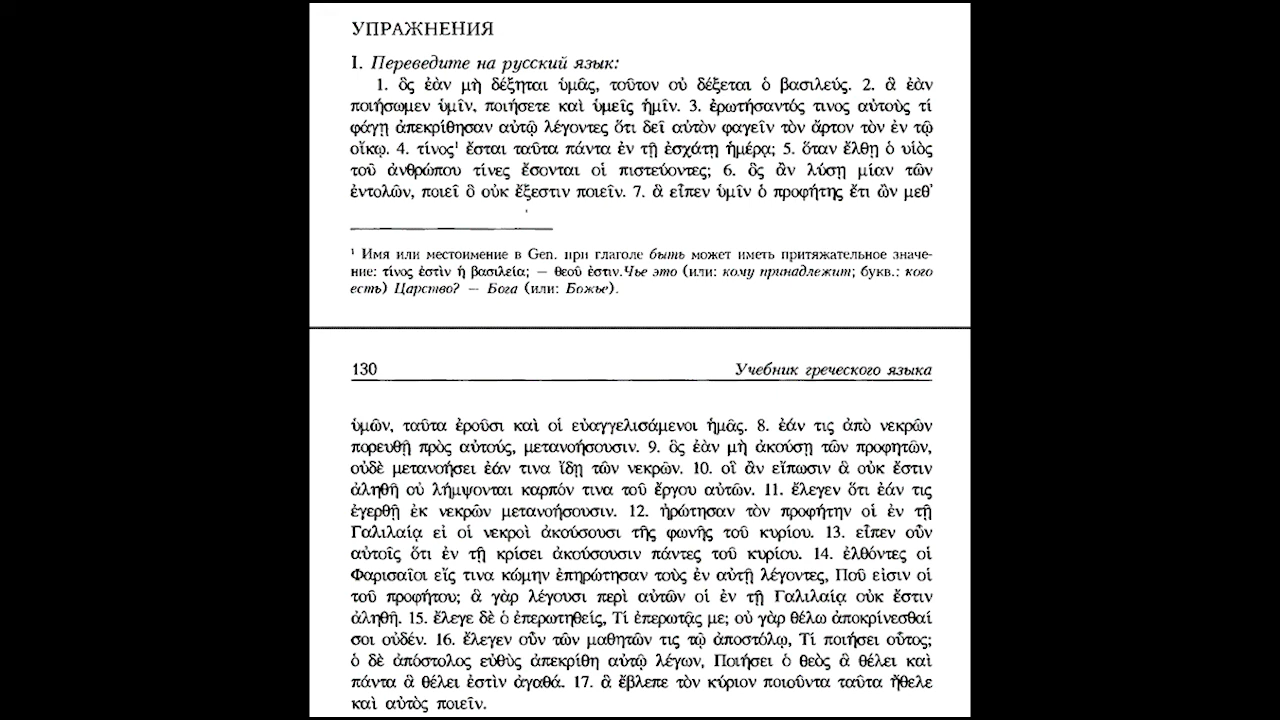 УПРАЖНЕНИЯ
I. Переведите на русский язык:
1. ὃς ἐὰν μὴ δέξηται ὑμᾶς, τοῦτον οὐ δέξεται ὁ βασιλεύς. 2. ἃ ἐὰν
ποιήσωμεν ὑμῖν, ποιήσετε καὶ ὑμεῖς ἡμῖν. 3. ἐρωτήσαντός τινος αὐτοὺς τί
φάγῃ ἀπεκρίθησαν αὐτῷ λέγοντες ὅτι δεῖ αὐτὸν φαγεῖν τὸν ἄρτον τὸν ἐν τῷ
οἴκῳ. 4. τίνος¹ ἔσται ταῦτα πάντα ἐν τῇ ἐσχάτῃ ἡμέρᾳ; 5. ὅταν ἔλθῃ ὁ υἱὸς
τοῦ ἀνθρώπου τίνες ἔσονται οἱ πιστεύοντες; 6. ὃς ἂν λύσῃ μίαν τῶν
ἐντολῶν, ποιεῖ ὃ οὐκ ἔξεστιν ποιεῖν. 7. ἃ εἶπεν ὑμῖν ὁ προφήτης ἔτι ὢν μεθ᾽
¹ Имя или местоимение в Gen. при глаголе быть может иметь притяжательное значе-
ние: τίνος ἐστὶν ἡ βασιλεία; — θεοῦ ἐστιν.Чье это (или: кому принадлежит; букв.: кого
есть) Царство? — Бога (или: Божье).
130 Учебник греческого языка
ὑμῶν, ταῦτα ἐροῦσι καὶ οἱ εὐαγγελισάμενοι ἡμᾶς. 8. ἐάν τις ἀπὸ νεκρῶν
πορευθῇ πρὸς αὐτούς, μετανοήσουσιν. 9. ὃς ἐὰν μὴ ἀκούσῃ τῶν προφητῶν,
οὐδὲ μετανοήσει ἐάν τινα ἴδῃ τῶν νεκρῶν. 10. οἳ ἂν εἴπωσιν ἃ οὐκ ἔστιν
ἀληθῆ οὐ λήμψονται καρπόν τινα τοῦ ἔργου αὐτῶν. 11. ἔλεγεν ὅτι ἐάν τις
ἐγερθῇ ἐκ νεκρῶν μετανοήσουσιν. 12. ἠρώτησαν τὸν προφήτην οἱ ἐν τῇ
Γαλιλαίᾳ εἰ οἱ νεκροὶ ἀκούσουσι τῆς φωνῆς τοῦ κυρίου. 13. εἶπεν οὖν
αὐτοῖς ὅτι ἐν τῇ κρίσει ἀκούσουσιν πάντες τοῦ κυρίου. 14. ἐλθόντες οἱ
Φαρισαῖοι εἴς τινα κώμην ἐπηρώτησαν τοὺς ἐν αὐτῇ λέγοντες, Ποῦ εἰσιν οἱ
τοῦ προφήτου; ἃ γὰρ λέγουσι περὶ αὐτῶν οἱ ἐν τῇ Γαλιλαίᾳ οὐκ ἔστιν
ἀληθῆ. 15. ἔλεγε δὲ ὁ ἐπερωτηθείς, Τί ἐπερωτᾷς με; οὐ γὰρ θέλω ἀποκρίνεσθαί
σοι οὐδέν. 16. ἔλεγεν οὖν τῶν μαθητῶν τις τῷ ἀποστόλῳ, Τί ποιήσει οὗτος;
ὁ δὲ ἀπόστολος εὐθὺς ἀπεκρίθη αὐτῷ λέγων, Ποιήσει ὁ θεὸς ἃ θέλει καὶ
πάντα ἃ θέλει ἐστὶν ἀγαθά. 17. ἃ ἔβλεπε τὸν κύριον ποιοῦντα ταῦτα ἤθελε
καὶ αὐτὸς ποιεῖν.